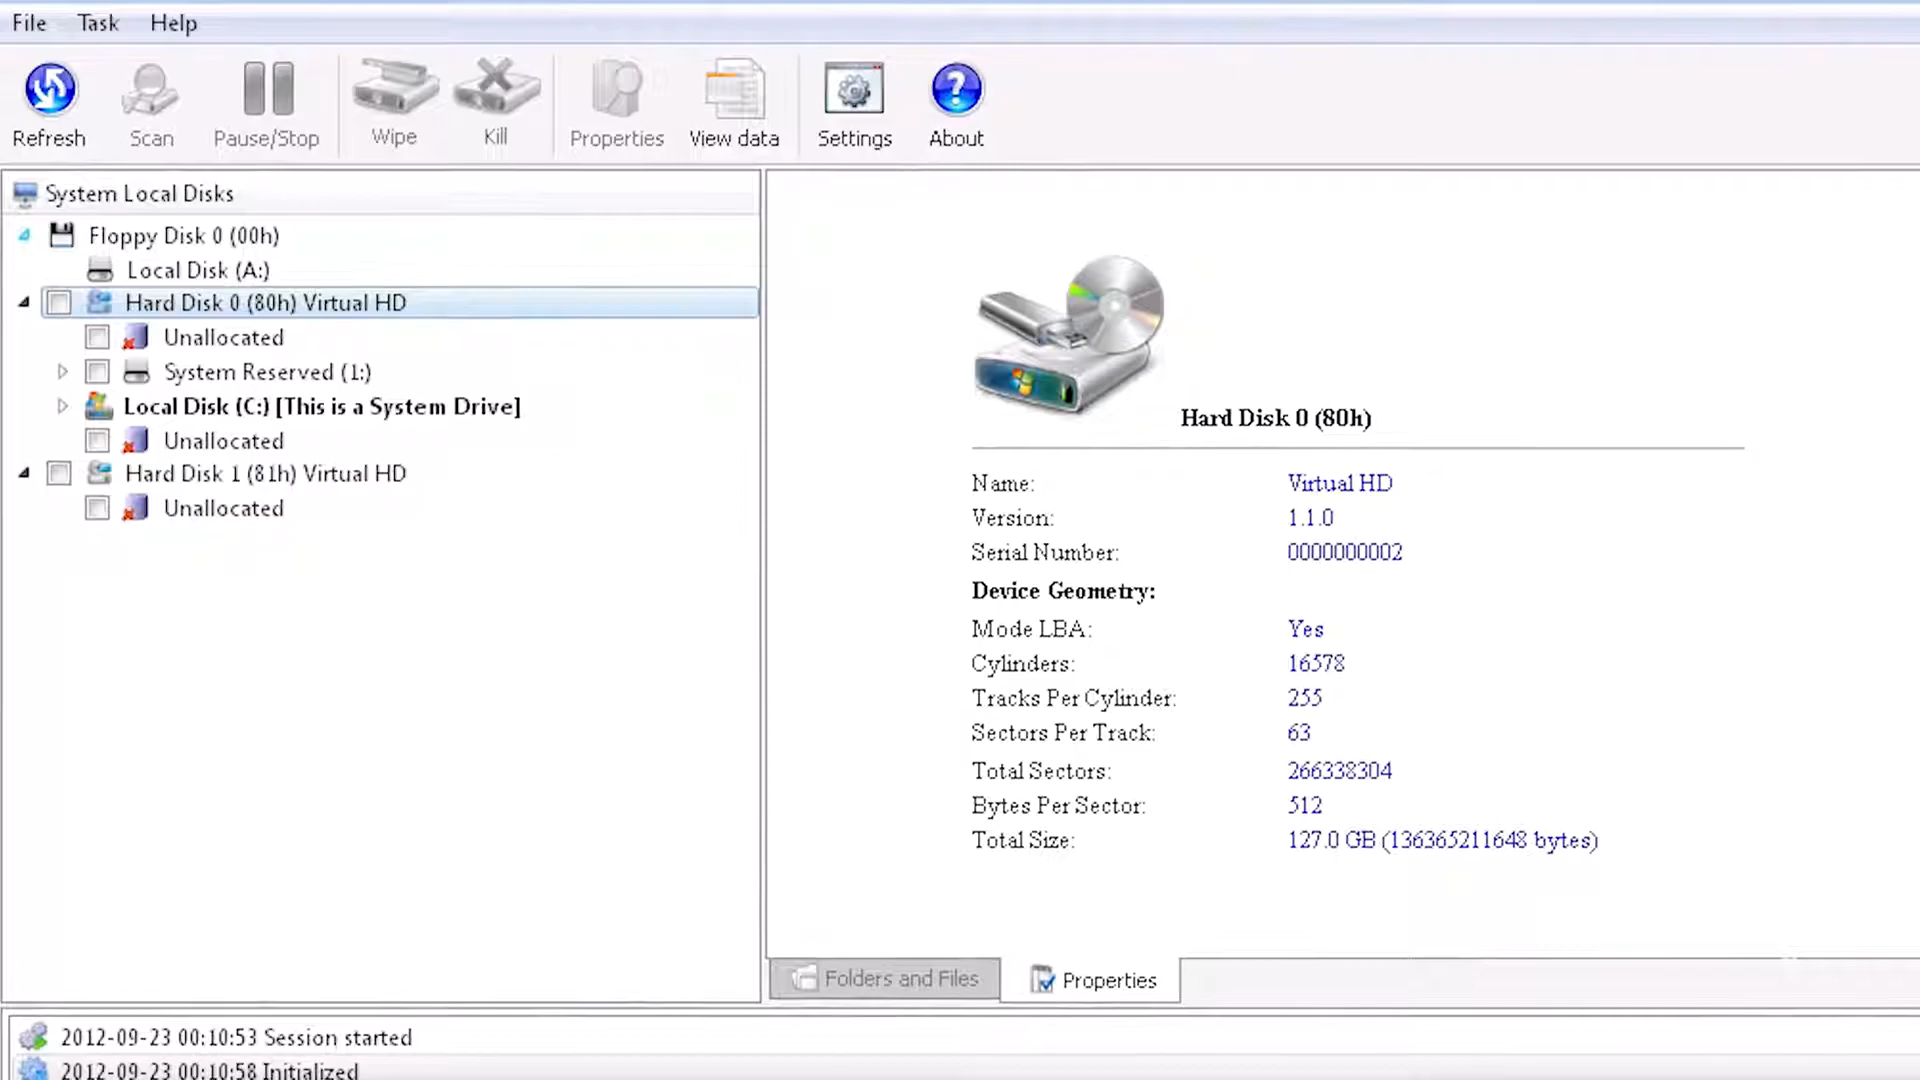 File Task Help
Refresh Scan Pause/Stop Wipe Kill Properties View data Settings About
System Local Disks
Floppy Disk 0 (00h)
Local Disk (A:)
Hard Disk 0 (80h) Virtual HD
Unallocated
System Reserved (1:)
Local Disk (C:) [This is a System Drive]
Unallocated
Hard Disk 1 (81h) Virtual HD
Unallocated
Hard Disk 0 (80h)
Name: Virtual HD
Version: 1.1.0
Serial Number: 0000000002
Device Geometry:
Mode LBA: Yes
Cylinders: 16578
Tracks Per Cylinder: 255
Sectors Per Track: 63
Total Sectors: 266338304
Bytes Per Sector: 512
Total Size: 127.0 GB (136365211648 bytes)
Folders and Files Properties
2012-09-23 00:10:53 Session started
2012-09-23 00:10:58 Initialized